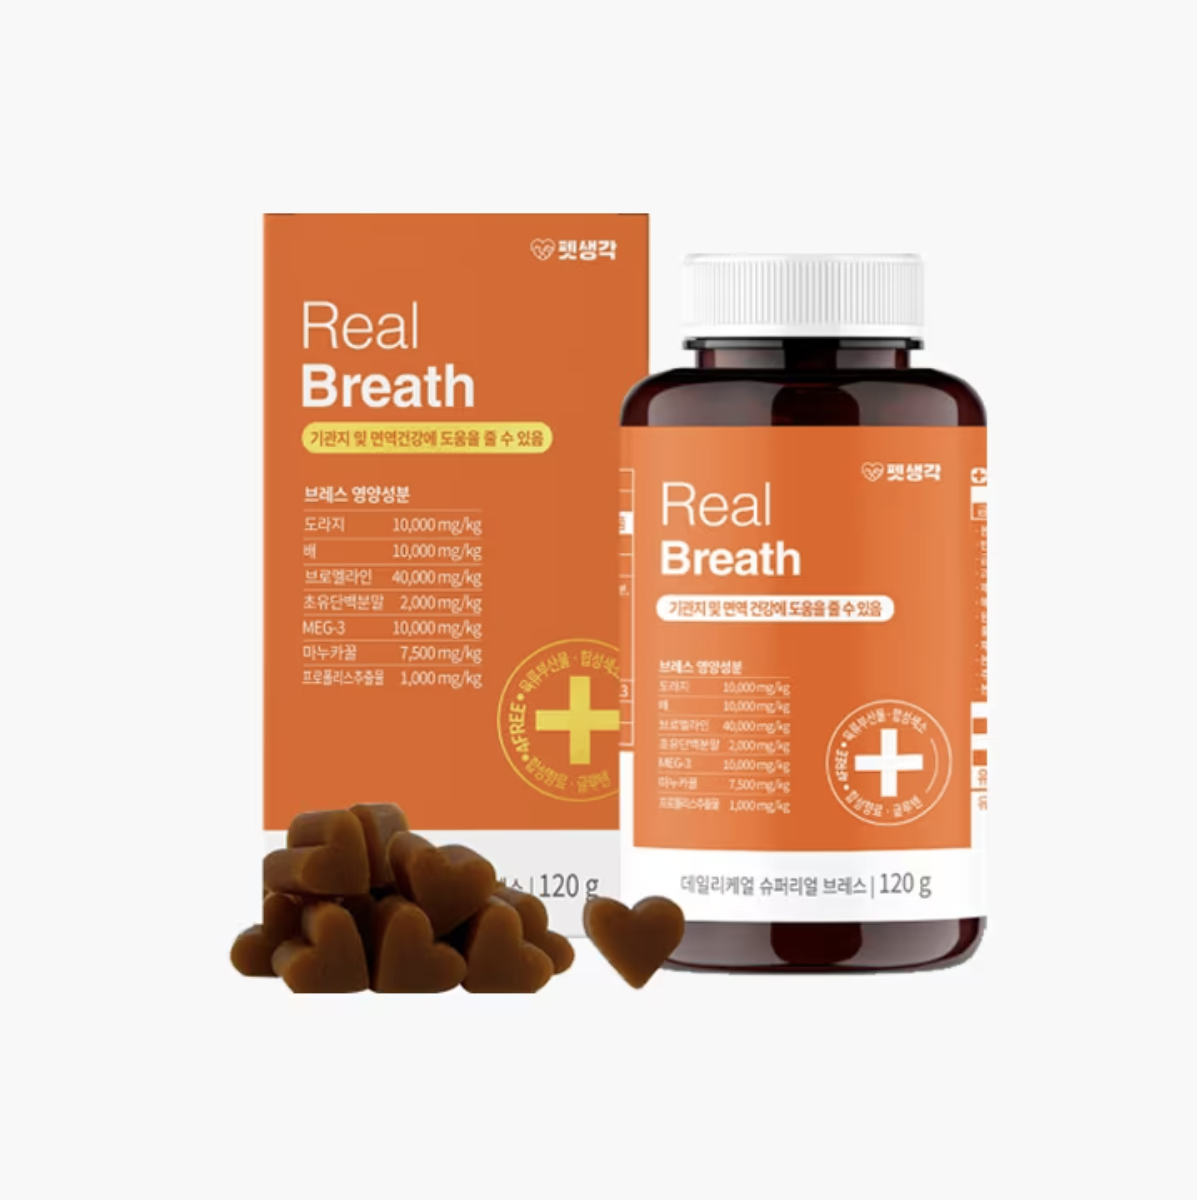 펫생각
Real
Breath
기관지 및 면역건강에 도움을 줄 수 있음
브레스 영양성분
도라지 10,000 mg/kg
배 10,000 mg/kg
브로멜라인 40,000 mg/kg
초유단백분말 2,000 mg/kg
MEG-3 10,000 mg/kg
마누카꿀 7,500 mg/kg
프로폴리스추출물 1,000 mg/kg
AFREE • 육류부산물 · 합성색소
합성향료 · 글루텐
120 g
펫생각
Real
Breath
기관지 및 면역 건강에 도움을 줄 수 있음
브레스 영양성분
도라지 10,000 mg/kg
배 10,000 mg/kg
브로멜라인 40,000 mg/kg
초유단백분말 2,000 mg/kg
MEG-3 10,000 mg/kg
마누카꿀 7,500 mg/kg
프로폴리스추출물 1,000 mg/kg
AFREE • 육류부산물 · 합성색소
합성향료 · 글루텐
데일리케얼 슈퍼리얼 브레스 | 120 g